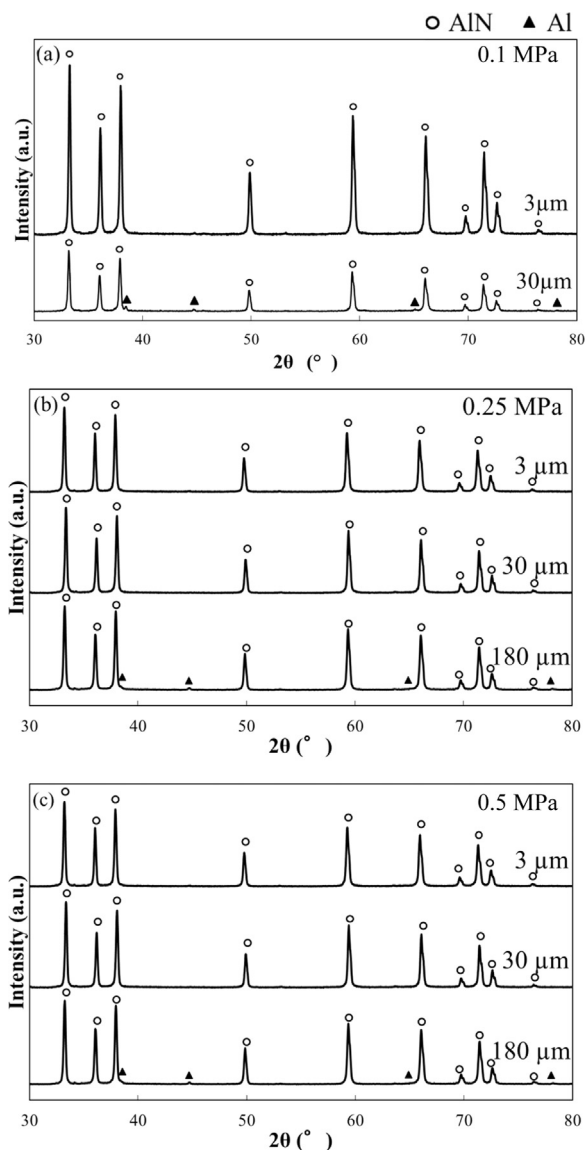 ○ AlN ▲ Al
(a) 0.1 MPa
Intensity (a.u.)
3μm
30μm
30 40 50 60 70 80
2θ (°)
(b) 0.25 MPa
Intensity (a.u.)
3 μm
30 μm
180 μm
30 40 50 60 70 80
2θ (°)
(c) 0.5 MPa
Intensity (a.u.)
3 μm
30 μm
180 μm
30 40 50 60 70 80
2θ (°)